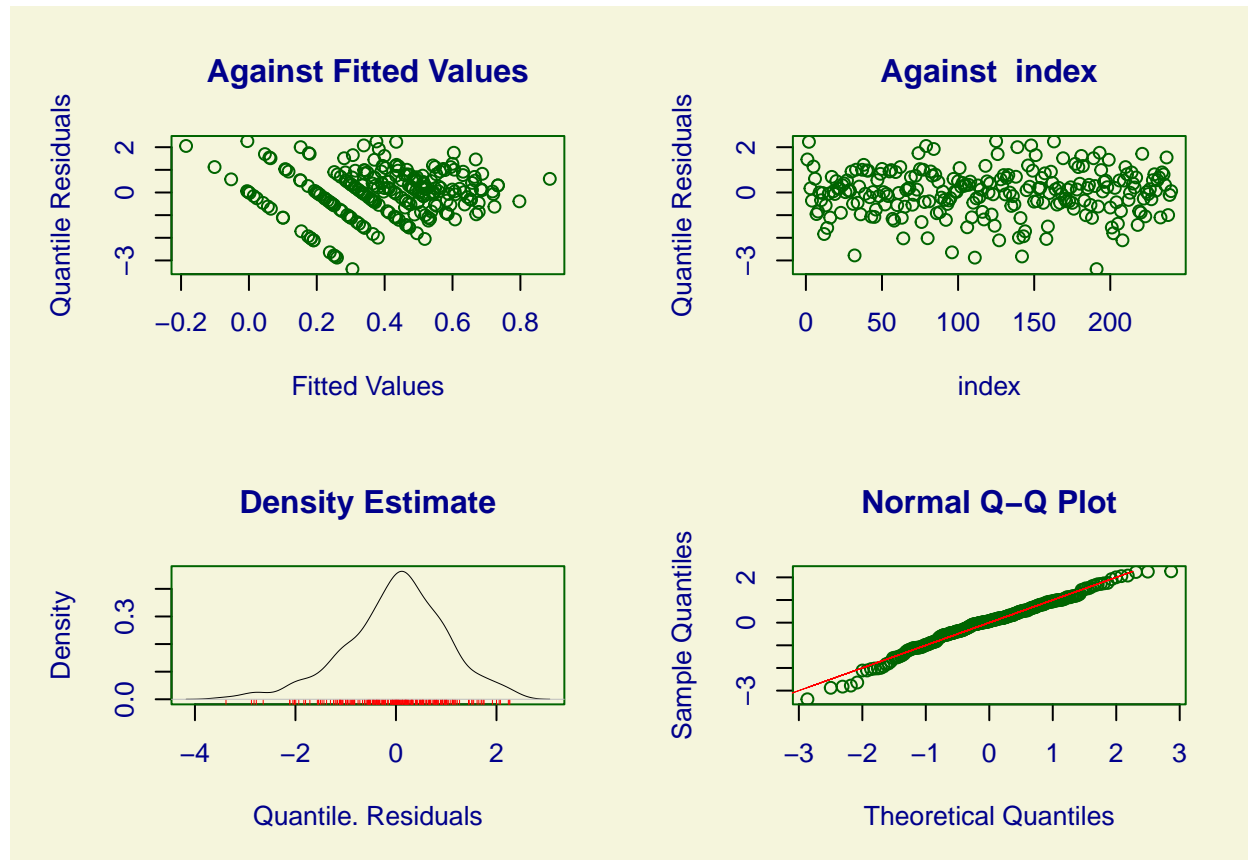 Against Fitted Values
Quantile Residuals
2
0
−3
−0.2 0.0 0.2 0.4 0.6 0.8
Fitted Values
Against index
Quantile Residuals
2
0
−3
0 50 100 150 200
index
Density Estimate
Density
0.3
0.0
−4 −2 0 2
Quantile. Residuals
Normal Q−Q Plot
Sample Quantiles
2
0
−3
−3 −2 −1 0 1 2 3
Theoretical Quantiles